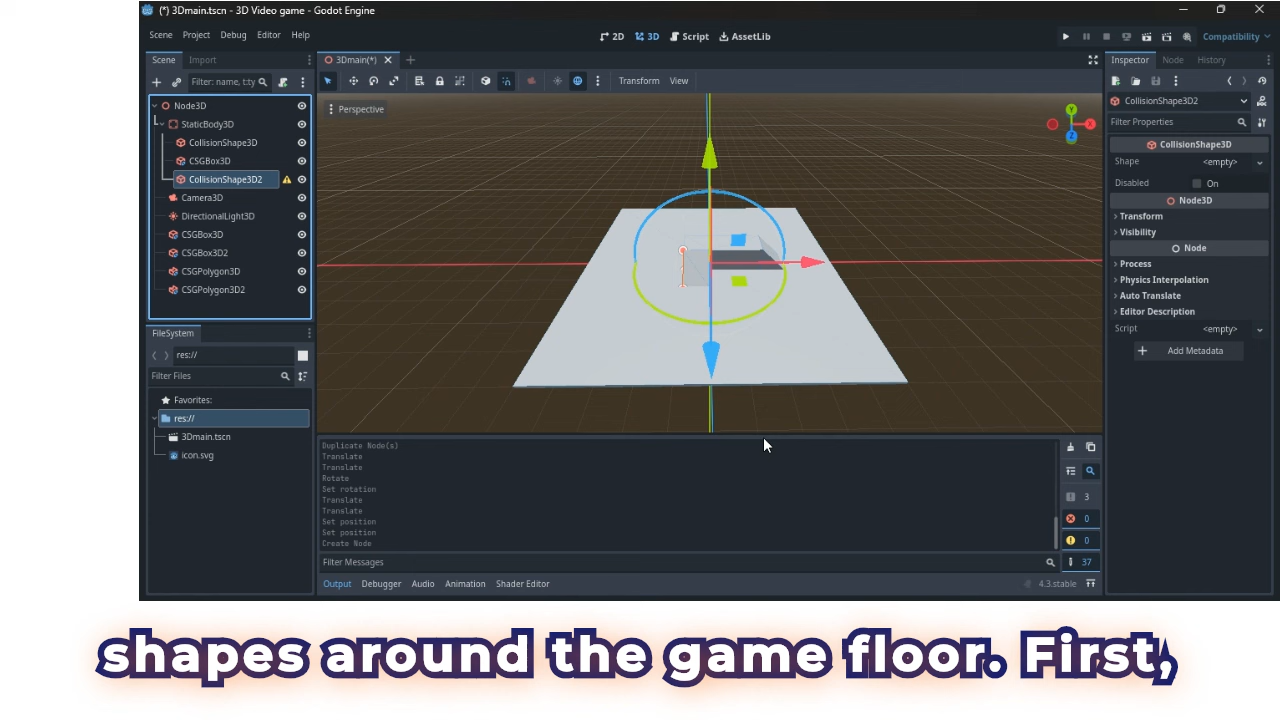 (*) 3Dmain.tscn - 3D Video game - Godot Engine
Scene Project Debug Editor Help
2D 3D Script AssetLib
Compatibility
Scene Import
3Dmain(*)
Inspector Node History
Filter: name, t:ty
Transform View
Node3D
StaticBody3D
CollisionShape3D
CSGBox3D
CollisionShape3D2
Camera3D
DirectionalLight3D
CSGBox3D
CSGBox3D2
CSGPolygon3D
CSGPolygon3D2
Perspective
Y
X
Z
CollisionShape3D2
Filter Properties
CollisionShape3D
Shape <empty>
Disabled On
Node3D
Transform
Visibility
Node
Process
Physics Interpolation
Auto Translate
Editor Description
Script <empty>
Add Metadata
FileSystem
res://
Filter Files
Favorites:
res://
3Dmain.tscn
icon.svg
Duplicate Node(s)
Translate
Translate
Rotate
Set rotation
Translate
Translate
Set position
Set position
Create Node
3
0
0
37
Filter Messages
Output Debugger Audio Animation Shader Editor
4.3.stable
shapes around the game floor. First,